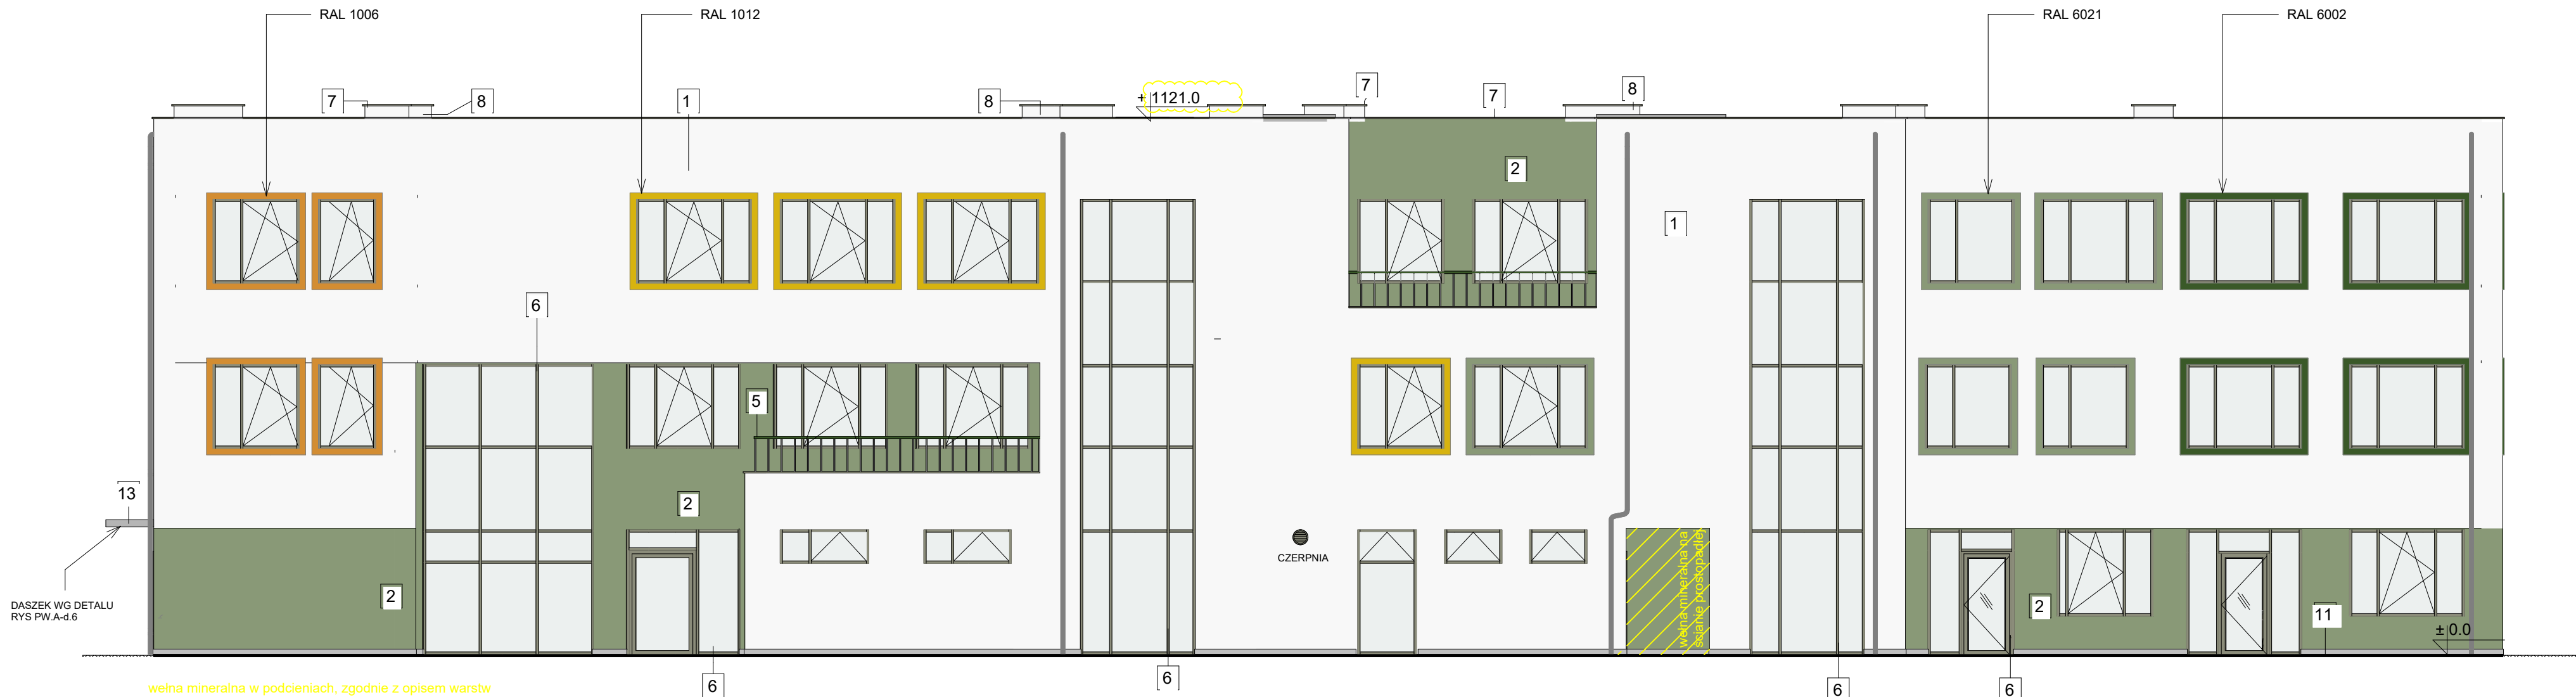 RAL 1006
RAL 1012
RAL 6021
RAL 6002
7
8
1
8
+ 1121.0
7
7
8
2
1
6
5
13
2
CZERPNIA
wełna mineralna na
ścianie prostopadłej
DASZEK WG DETALU
RYS PW.A-d.6
2
2
11
± 0.0
6
6
6
6
wełna mineralna w podcieniach, zgodnie z opisem warstw